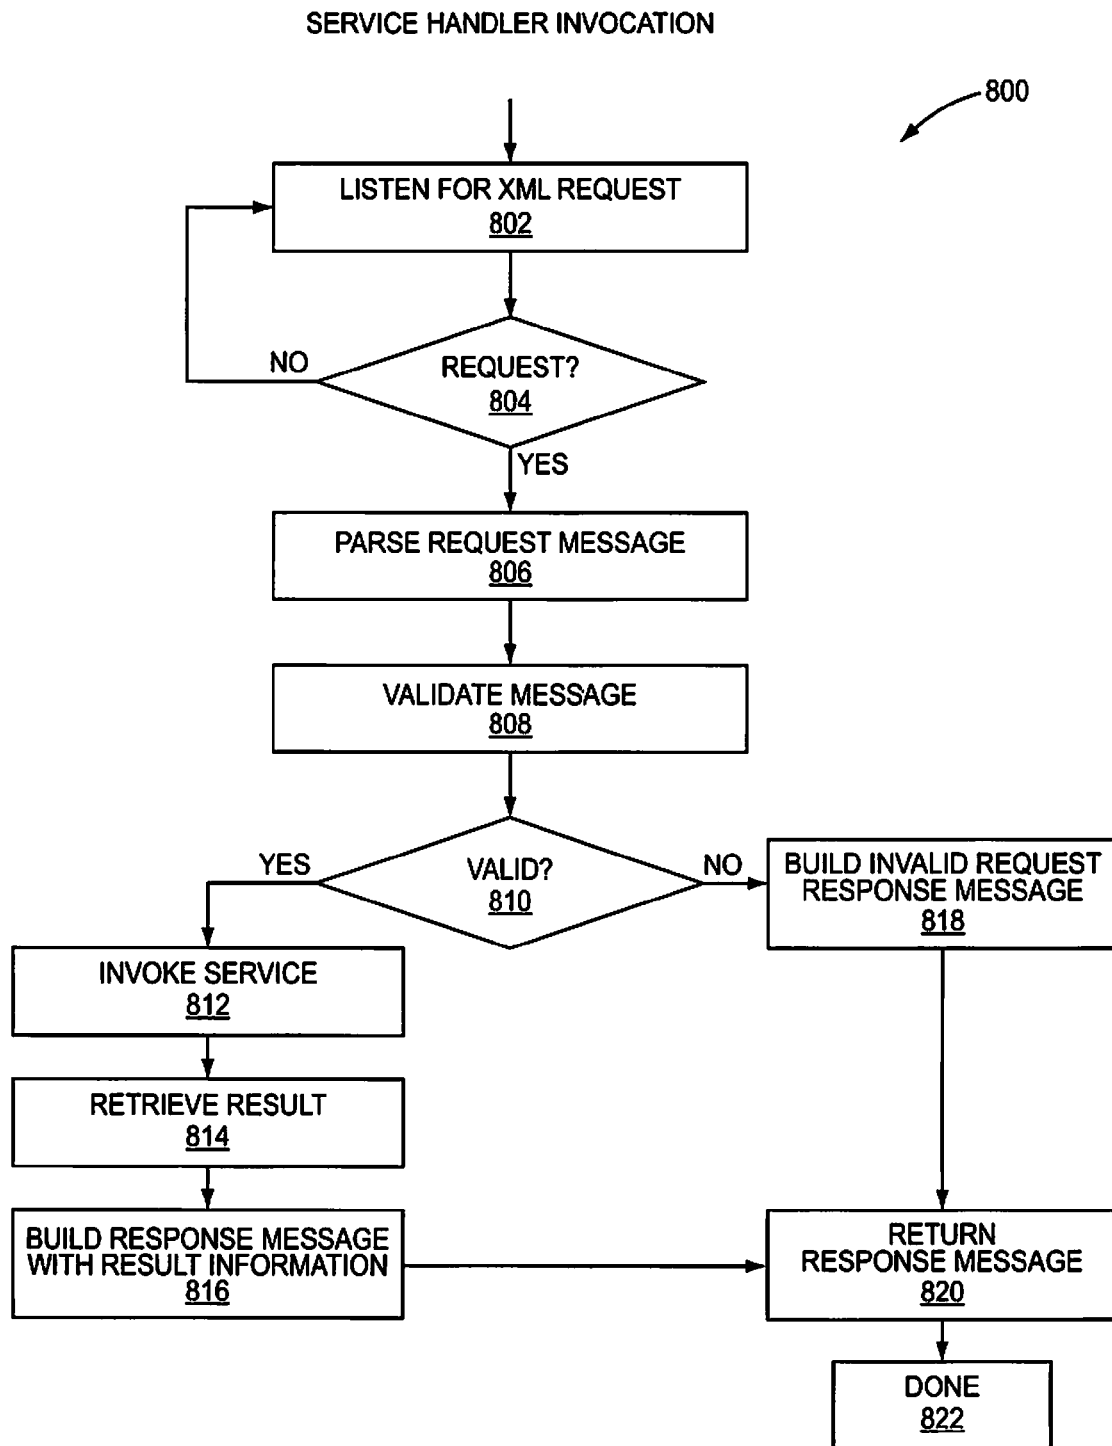 SERVICE HANDLER INVOCATION
800
LISTEN FOR XML REQUEST
802
REQUEST?
804
NO
YES
PARSE REQUEST MESSAGE
806
VALIDATE MESSAGE
808
YES
VALID?
810
NO
BUILD INVALID REQUEST
RESPONSE MESSAGE
818
INVOKE SERVICE
812
RETRIEVE RESULT
814
BUILD RESPONSE MESSAGE
WITH RESULT INFORMATION
816
RETURN
RESPONSE MESSAGE
820
DONE
822